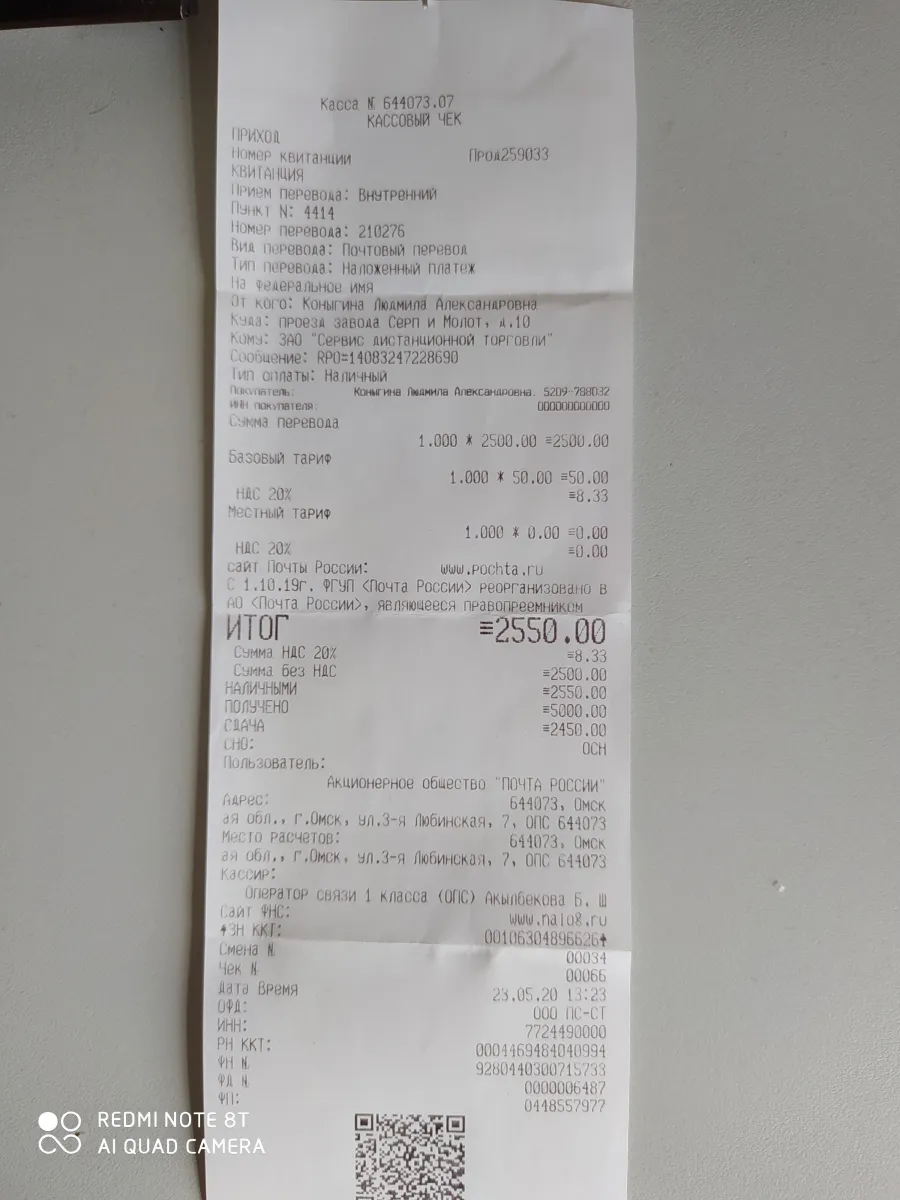 Касса № 644073.07
КАССОВЫЙ ЧЕК
ПРИХОД
Номер квитанции Прод259033
КВИТАНЦИЯ
Прием перевода: Внутренний
Пункт N: 4414
Номер перевода: 210276
Вид перевода: Почтовый перевод
Тип перевода: Наложенный платеж
На Федеральное имя
От кого: Коныгина Людмила Александровна
Куда: проезд завода Серп и Молот, д.10
Кому: ЗАО "Сервис дистанционной торговли"
Сообщение: RPO=14083247228690
Тип оплаты: Наличный
Покупатель: Коныгина Людмила Александровна. 5209-788032
ИНН покупателя: 000000000000
Сумма перевода
1.000 * 2500.00 ≡2500.00
Базовый тариф
1.000 * 50.00 ≡50.00
НДС 20% ≡8.33
Местный тариф
1.000 * 0.00 ≡0.00
НДС 20% ≡0.00
сайт Почты России: www.pochta.ru
С 1.10.19г. ФГУП <Почта России> реорганизовано в
АО <Почта России>, являющееся правопреемником
ИТОГ ≡2550.00
Сумма НДС 20% ≡8.33
Сумма без НДС ≡2500.00
НАЛИЧНЫМИ ≡2550.00
ПОЛУЧЕНО ≡5000.00
СДАЧА ≡2450.00
СНО: ОСН
Пользователь:
Акционерное общество "ПОЧТА РОССИИ"
Адрес: 644073, Омск
ая обл., г.Омск, ул.3-я Любинская, 7, ОПС 644073
Место расчетов: 644073, Омск
ая обл., г.Омск, ул.3-я Любинская, 7, ОПС 644073
Кассир:
Оператор связи 1 класса (ОПС) Акылбекова Б. Ш
Сайт ФНС: www.nalog.ru
ЗН ККТ: 00106304896626
Смена № 00034
Чек № 00066
Дата Время 23.05.20 13:23
ОФД: ООО ПС-СТ
ИНН: 7724490000
РН ККТ: 0004469484040994
ФН № 9280440300715733
ФД № 0000006487
ФП: 0448557977
REDMI NOTE 8T
AI QUAD CAMERA